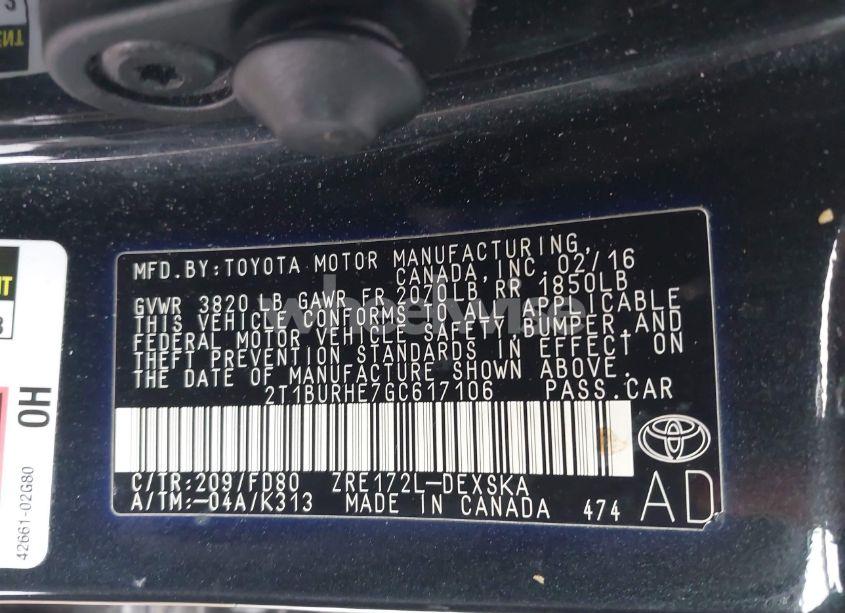 MFD.BY:TOYOTA MOTOR MANUFACTURING,
CANADA,INC. 02/16
GVWR 3820 LB GAWR FR 2070LB RR 1850LB
THIS VEHICLE CONFORMS TO ALL APPLICABLE
FEDERAL MOTOR VEHICLE SAFETY,BUMPER,AND
THEFT PREVENTION STANDARDS IN EFFECT ON
THE DATE OF MANUFACTURE SHOWN ABOVE.
2T1BURHE7GC617106 PASS.CAR
C/TR:209/FD80 ZRE172L-DEXSKA
A/TM:-04A/K313 MADE IN CANADA 474
AD
OH
42661-02G80